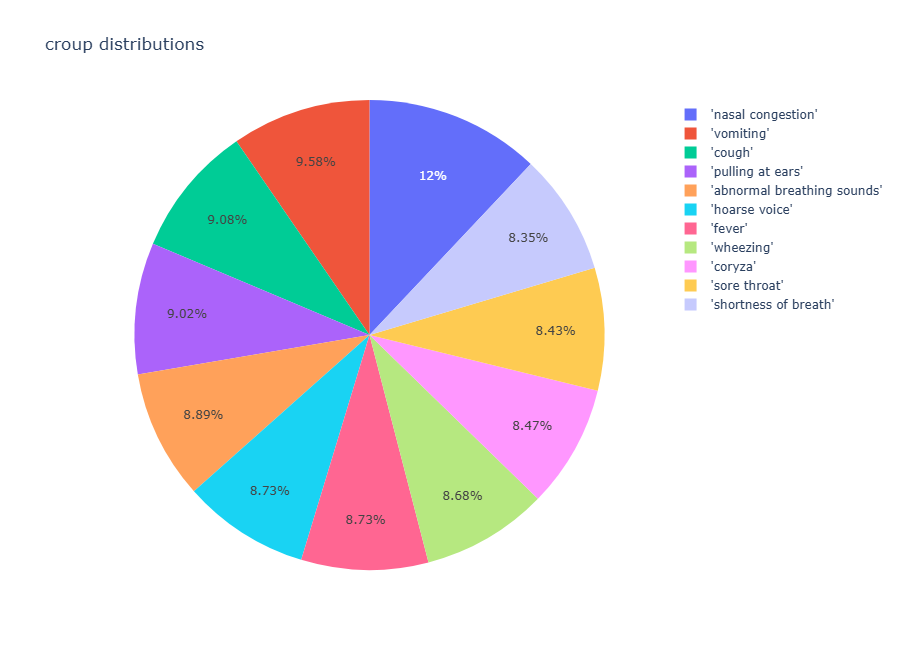 croup distributions
'nasal congestion'
'vomiting'
'cough'
'pulling at ears'
'abnormal breathing sounds'
'hoarse voice'
'fever'
'wheezing'
'coryza'
'sore throat'
'shortness of breath'
9.58%
12%
9.08%
8.35%
9.02%
8.43%
8.89%
8.47%
8.73%
8.68%
8.73%